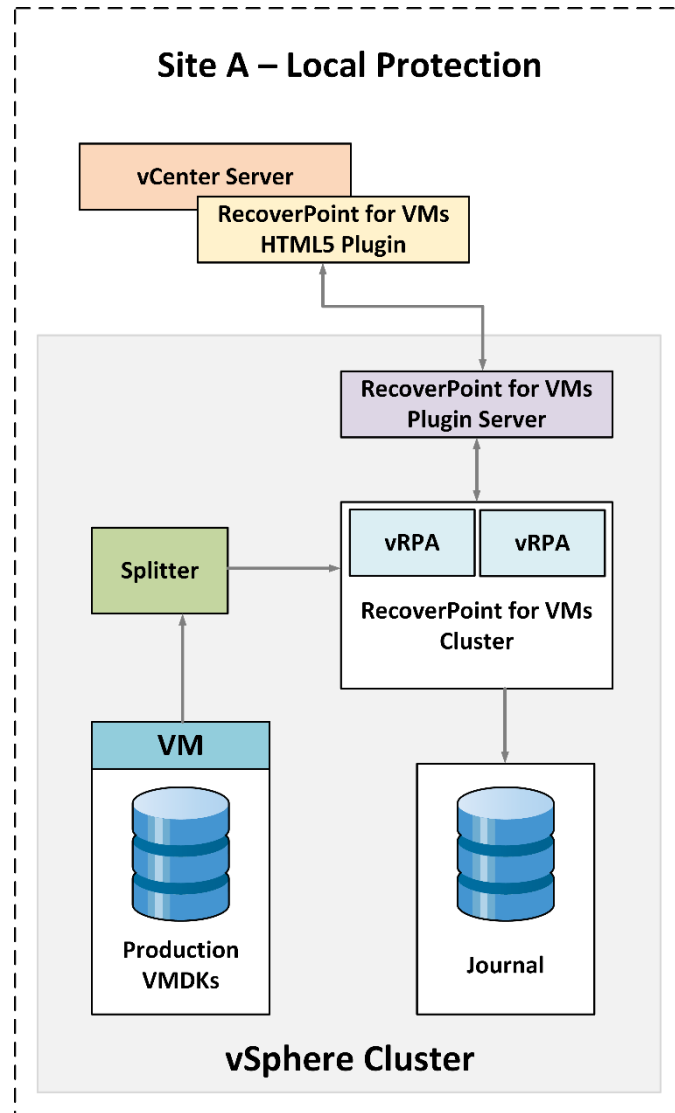 Site A – Local Protection
vCenter Server
RecoverPoint for VMs
HTML5 Plugin
RecoverPoint for VMs
Plugin Server
vRPA
vRPA
Splitter
RecoverPoint for VMs
Cluster
VM
Production
VMDKs
Journal
vSphere Cluster